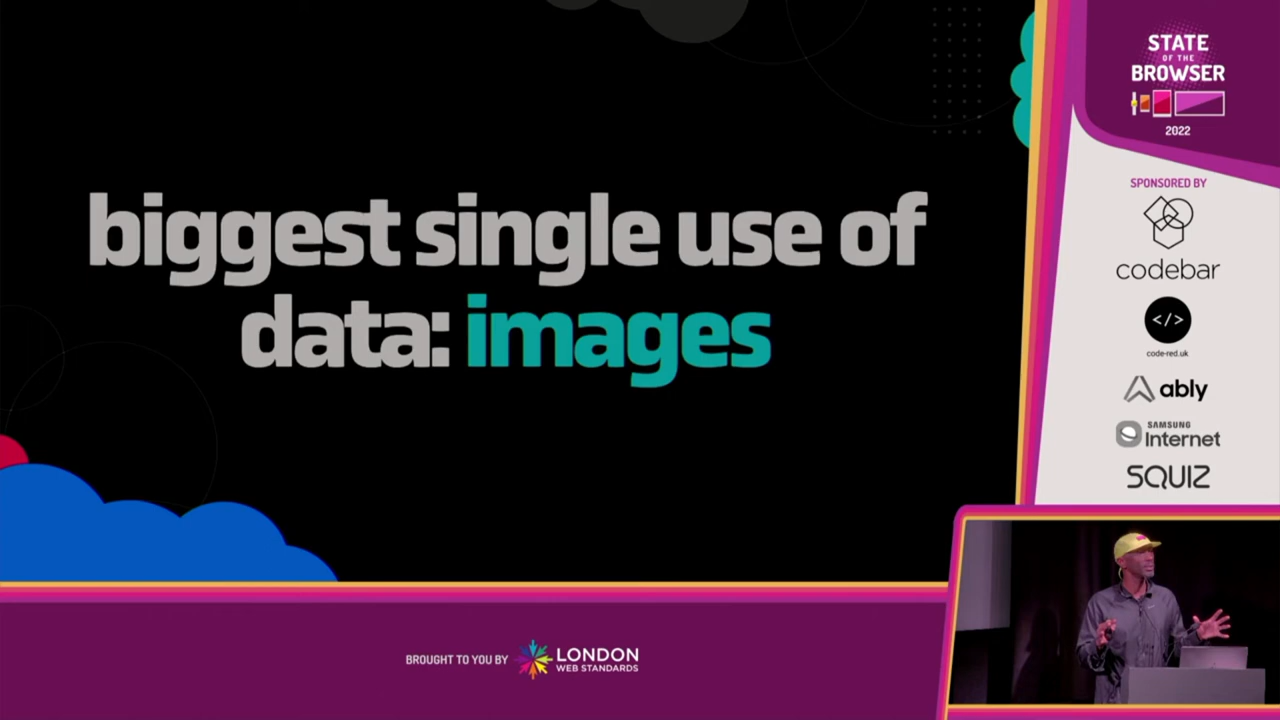 biggest single use of
data: images
STATE
OF THE
BROWSER
2022
SPONSORED BY
codebar
</>
code-red.uk
ably
SAMSUNG
Internet
SQUIZ
BROUGHT TO YOU BY
LONDON
WEB STANDARDS